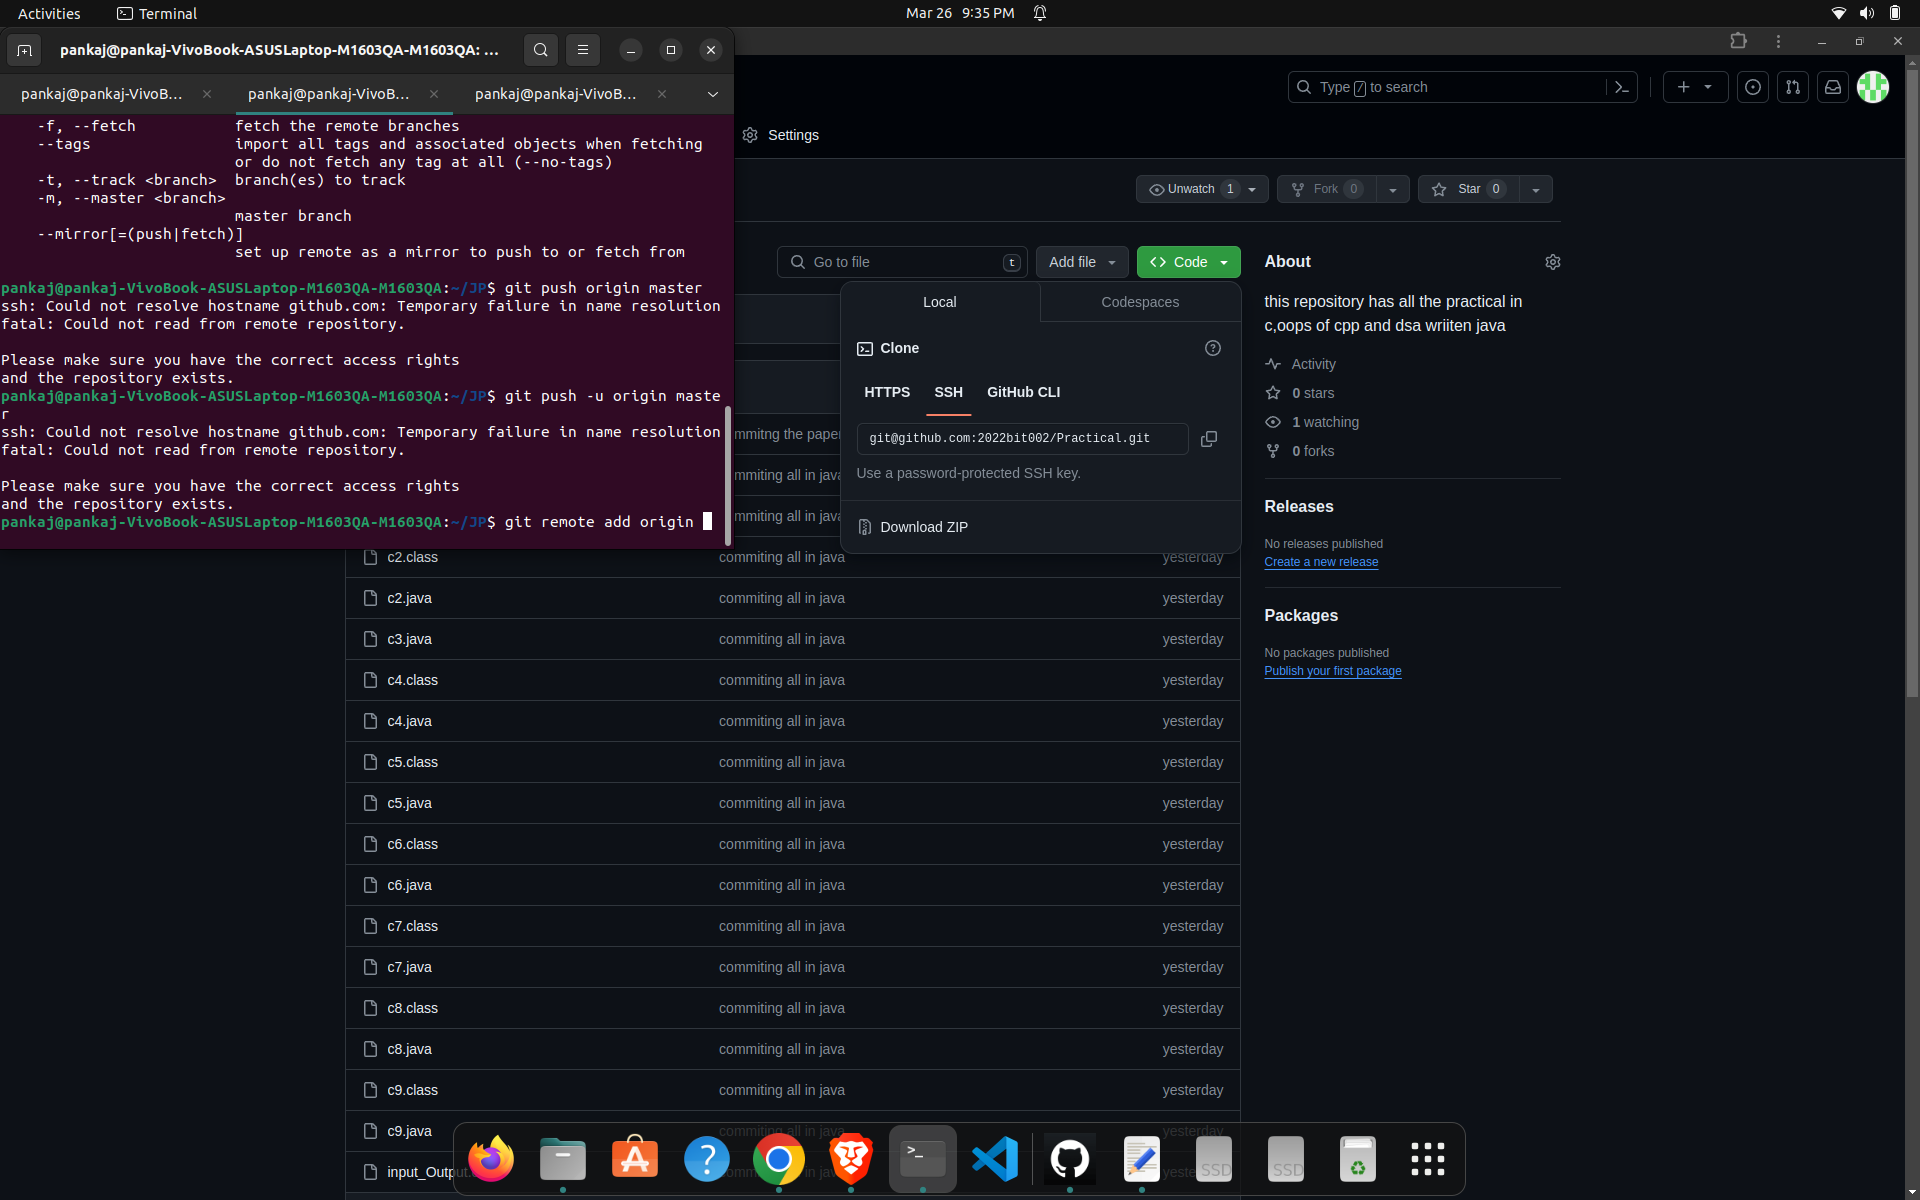 Activities
Terminal
Mar 26 9:35 PM
pankaj@pankaj-VivoBook-ASUSLaptop-M1603QA-M1603QA: ...
pankaj@pankaj-VivoB...
pankaj@pankaj-VivoB...
pankaj@pankaj-VivoB...
-f, --fetch fetch the remote branches
--tags import all tags and associated objects when fetching
or do not fetch any tag at all (--no-tags)
-t, --track <branch> branch(es) to track
-m, --master <branch>
master branch
--mirror[=(push|fetch)]
set up remote as a mirror to push to or fetch from
pankaj@pankaj-VivoBook-ASUSLaptop-M1603QA-M1603QA:~/JP$ git push origin master
ssh: Could not resolve hostname github.com: Temporary failure in name resolution
fatal: Could not read from remote repository.
Please make sure you have the correct access rights
and the repository exists.
pankaj@pankaj-VivoBook-ASUSLaptop-M1603QA-M1603QA:~/JP$ git push -u origin maste
r
ssh: Could not resolve hostname github.com: Temporary failure in name resolution
fatal: Could not read from remote repository.
Please make sure you have the correct access rights
and the repository exists.
pankaj@pankaj-VivoBook-ASUSLaptop-M1603QA-M1603QA:~/JP$ git remote add origin
Type / to search
Settings
Unwatch 1
Fork 0
Star 0
Go to file t
Add file
Code
Local
Codespaces
Clone
HTTPS
SSH
GitHub CLI
git@github.com:2022bit002/Practical.git
Use a password-protected SSH key.
Download ZIP
mmitng the paper
mmiting all in java
mmiting all in java
c2.class commiting all in java yesterday
c2.java commiting all in java yesterday
c3.java commiting all in java yesterday
c4.class commiting all in java yesterday
c4.java commiting all in java yesterday
c5.class commiting all in java yesterday
c5.java commiting all in java yesterday
c6.class commiting all in java yesterday
c6.java commiting all in java yesterday
c7.class commiting all in java yesterday
c7.java commiting all in java yesterday
c8.class commiting all in java yesterday
c8.java commiting all in java yesterday
c9.class commiting all in java yesterday
c9.java commiting all in java yesterday
input_Outpu
About
this repository has all the practical in
c,oops of cpp and dsa wriiten java
Activity
0 stars
1 watching
0 forks
Releases
No releases published
Create a new release
Packages
No packages published
Publish your first package
SSD
SSD